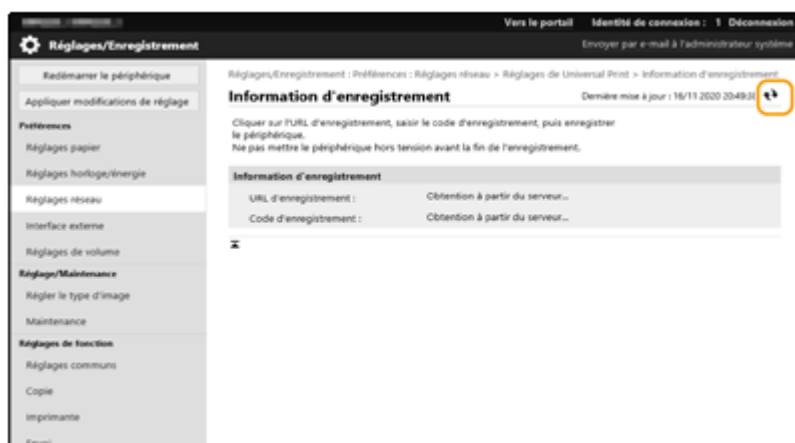 Vers le portail Identité de connexion : 1 Déconnexion
Réglages/Enregistrement
Envoyer par e-mail à l'administrateur système
Redémarrer le périphérique
Appliquer modifications de réglage
Préférences
Réglages papier
Réglages horloge/énergie
Réglages réseau
Interface externe
Réglages de volume
Réglage/Maintenance
Régler le type d'image
Maintenance
Réglages de fonction
Réglages communs
Copie
Imprimante
Envoi
Réglages/Enregistrement : Préférences : Réglages réseau > Réglages de Universal Print > Information d'enregistrement
Information d'enregistrement
Dernière mise à jour : 16/11/2020 20:49:30
Cliquer sur l'URL d'enregistrement, saisir le code d'enregistrement, puis enregistrer
le périphérique.
Ne pas mettre le périphérique hors tension avant la fin de l'enregistrement.
Information d'enregistrement
URL d'enregistrement : Obtention à partir du serveur...
Code d'enregistrement : Obtention à partir du serveur...